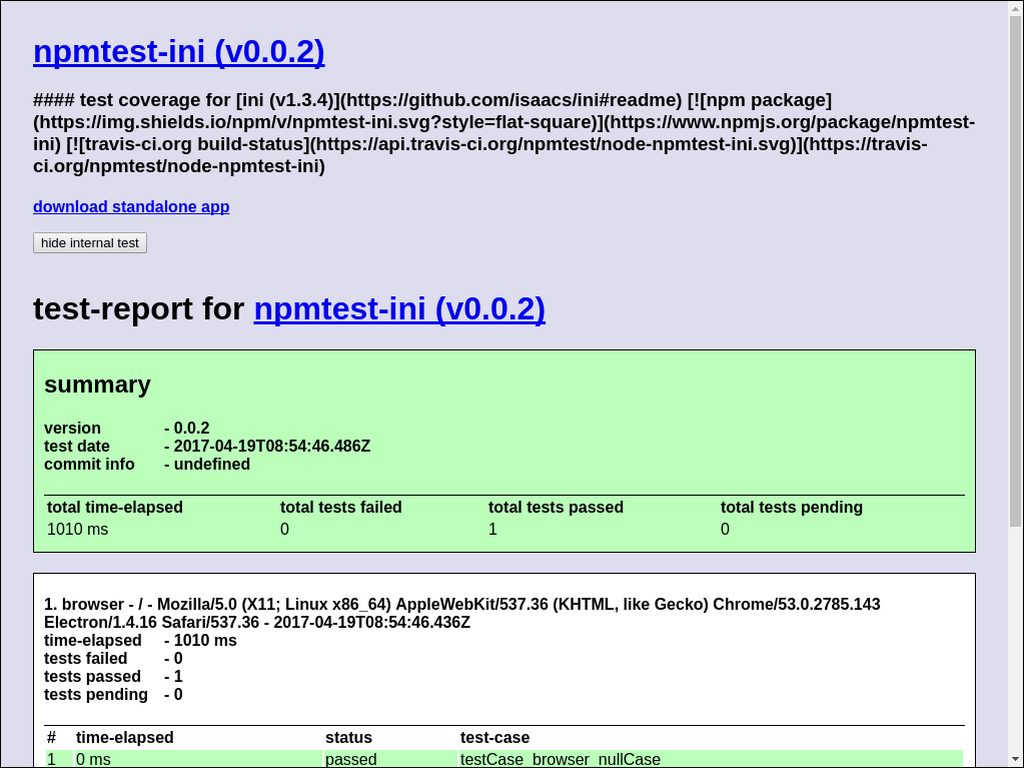 npmtest-ini (v0.0.2)
#### test coverage for [ini (v1.3.4)](https://github.com/isaacs/ini#readme) [![npm package]
(https://img.shields.io/npm/v/npmtest-ini.svg?style=flat-square)](https://www.npmjs.org/package/npmtest-
ini) [![travis-ci.org build-status](https://api.travis-ci.org/npmtest/node-npmtest-ini.svg)](https://travis-
ci.org/npmtest/node-npmtest-ini)
download standalone app
hide internal test
test-report for npmtest-ini (v0.0.2)
summary
version - 0.0.2
test date - 2017-04-19T08:54:46.486Z
commit info - undefined
total time-elapsed total tests failed total tests passed total tests pending
1010 ms 0 1 0
1. browser - / - Mozilla/5.0 (X11; Linux x86_64) AppleWebKit/537.36 (KHTML, like Gecko) Chrome/53.0.2785.143
Electron/1.4.16 Safari/537.36 - 2017-04-19T08:54:46.436Z
time-elapsed - 1010 ms
tests failed - 0
tests passed - 1
tests pending - 0
# time-elapsed status test-case
1 0 ms passed testCase_browser_nullCase